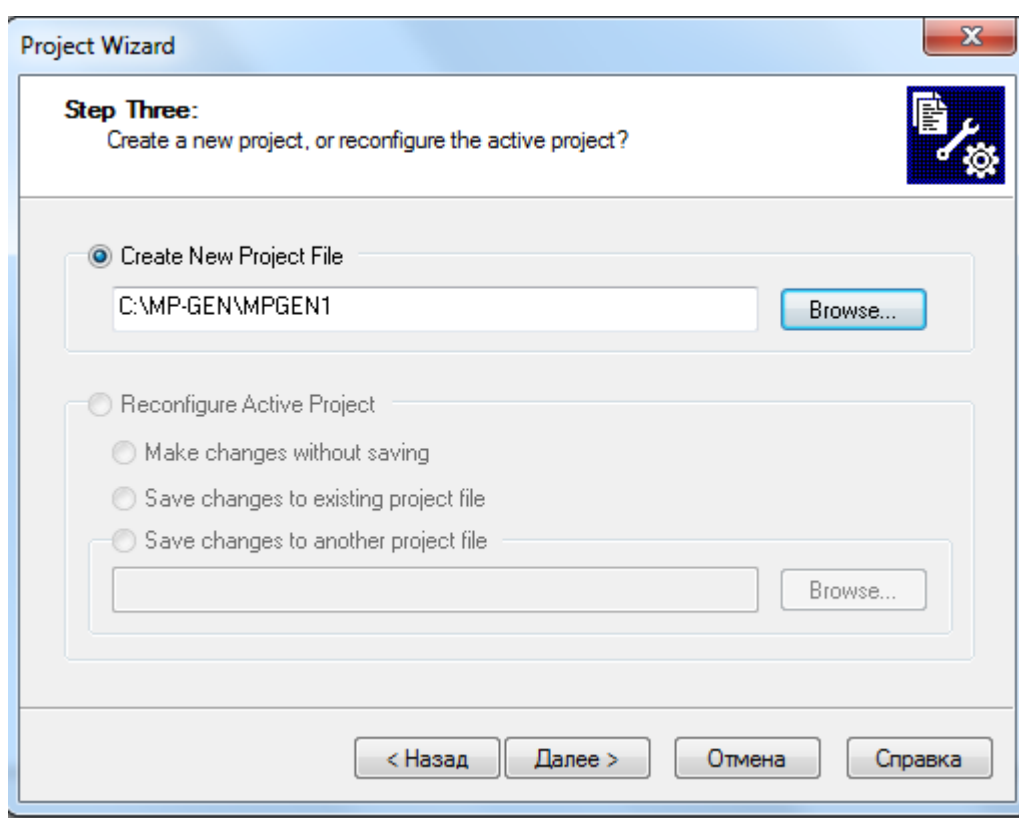 Project Wizard
Step Three:
Create a new project, or reconfigure the active project?
Create New Project File
C:\MP-GEN\MPGEN1
Browse...
Reconfigure Active Project
Make changes without saving
Save changes to existing project file
Save changes to another project file
Browse...
< Назад Далее > Отмена Справка